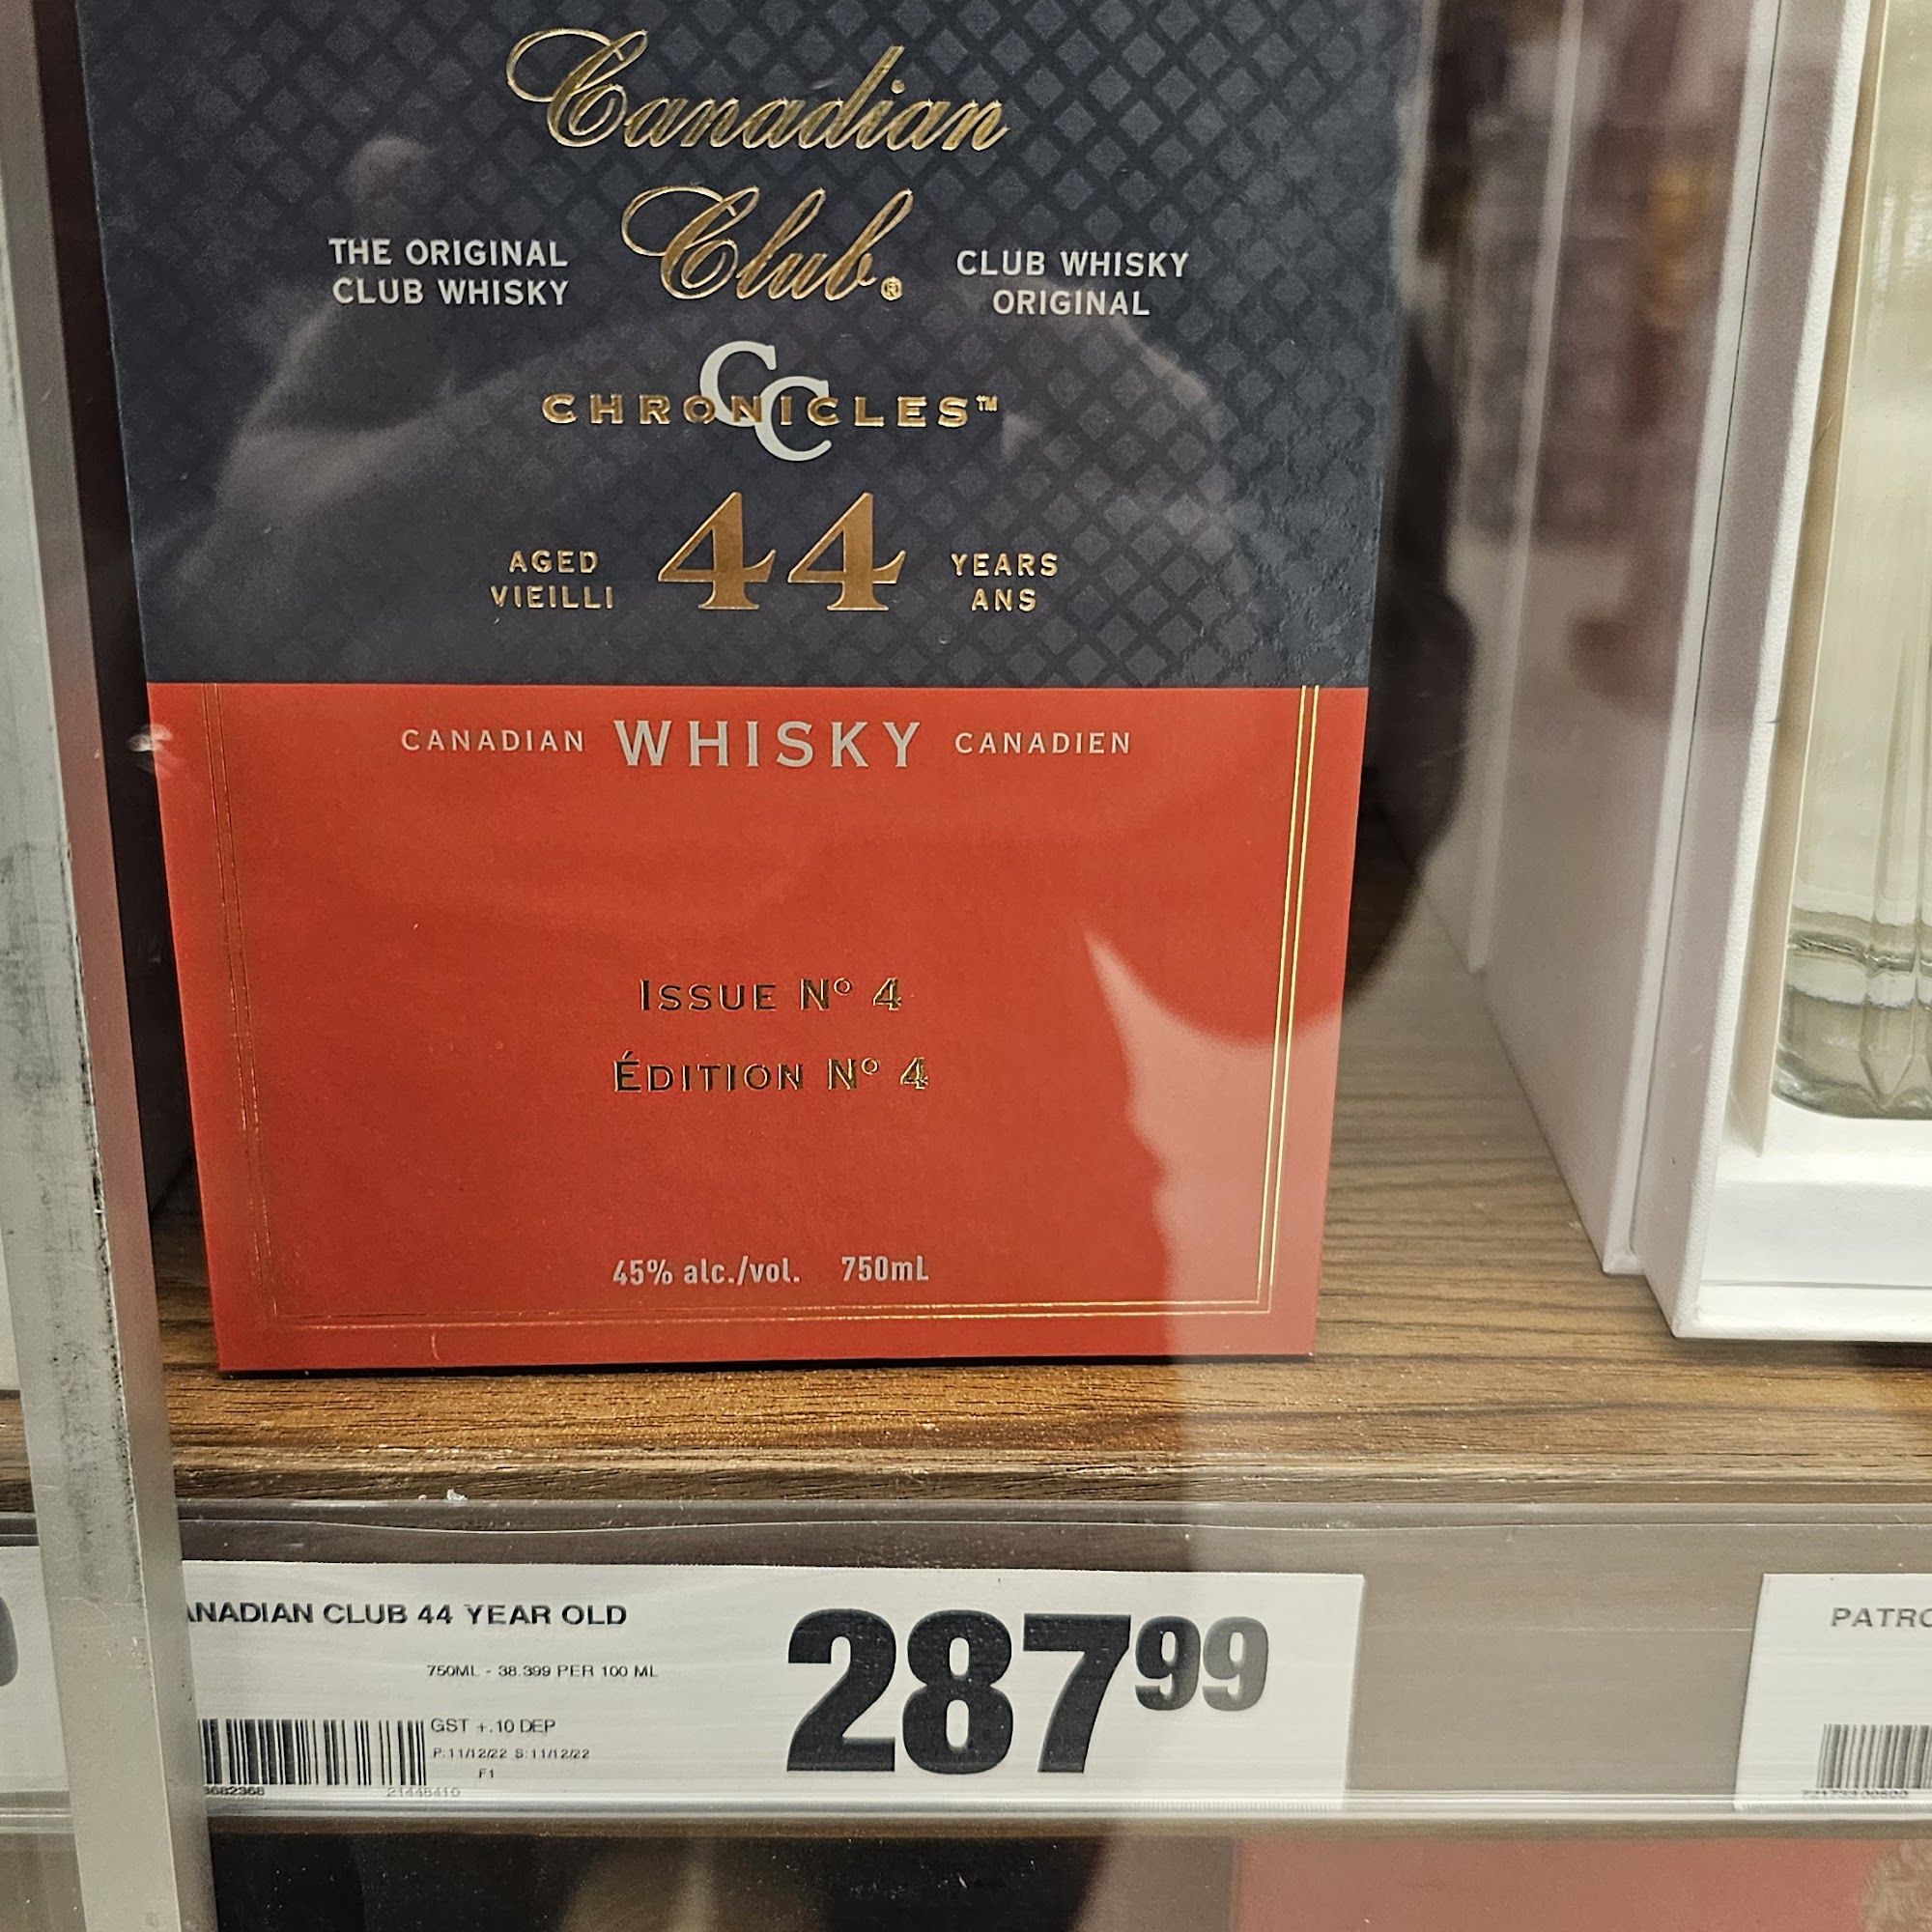 Canadian
Club®
THE ORIGINAL
CLUB WHISKY
CLUB WHISKY
ORIGINAL
CC
CHRONICLES™
AGED
VIEILLI
44
YEARS
ANS
CANADIAN WHISKY CANADIEN
ISSUE Nº 4
ÉDITION Nº 4
45% alc./vol. 750mL
ANADIAN CLUB 44 YEAR OLD
750ML - 38.399 PER 100 ML
28799
GST +.10 DEP
P:11/12/22 S:11/12/22
F1
21448410
PATRO